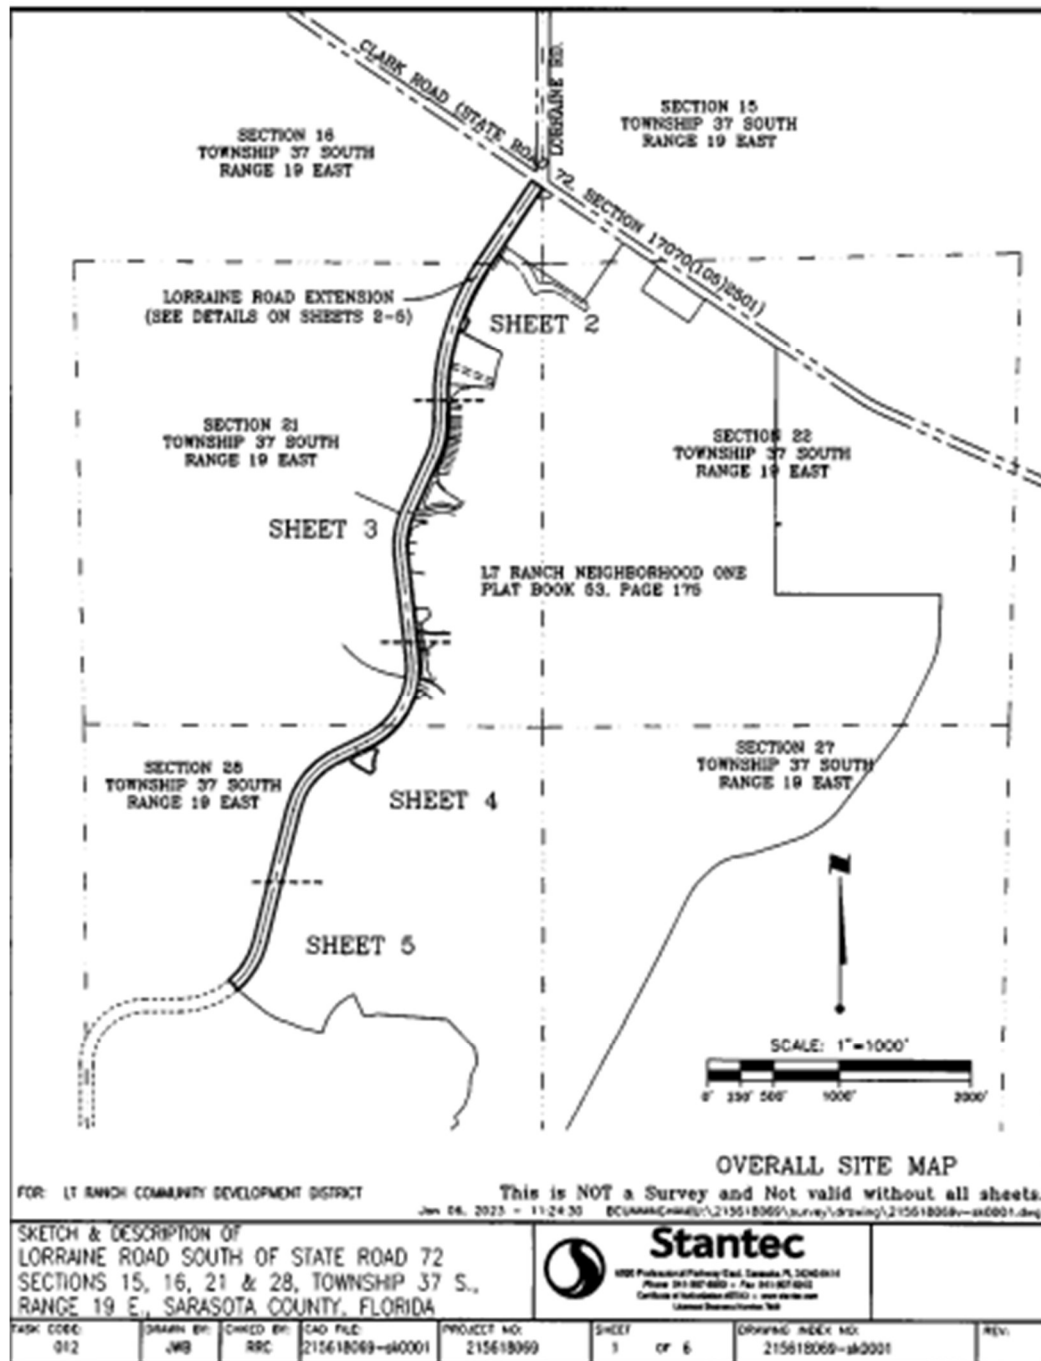 CLARK ROAD (STATE ROAD 72, SECTION 17070(105)2501)
LORRAINE RD.
SECTION 15
TOWNSHIP 37 SOUTH
RANGE 19 EAST
SECTION 16
TOWNSHIP 37 SOUTH
RANGE 19 EAST
LORRAINE ROAD EXTENSION
(SEE DETAILS ON SHEETS 2-5)
SHEET 2
SECTION 21
TOWNSHIP 37 SOUTH
RANGE 19 EAST
SECTION 22
TOWNSHIP 37 SOUTH
RANGE 19 EAST
SHEET 3
LT RANCH NEIGHBORHOOD ONE
PLAT BOOK 53, PAGE 175
SECTION 28
TOWNSHIP 37 SOUTH
RANGE 19 EAST
SECTION 27
TOWNSHIP 37 SOUTH
RANGE 19 EAST
SHEET 4
N
SHEET 5
SCALE: 1"=1000'
0' 250' 500' 1000' 2000'
OVERALL SITE MAP
FOR: LT RANCH COMMUNITY DEVELOPMENT DISTRICT
This is NOT a Survey and Not valid without all sheets.
Jan 06, 2023 - 11:24:30
SKETCH & DESCRIPTION OF
LORRAINE ROAD SOUTH OF STATE ROAD 72
SECTIONS 15, 16, 21 & 28, TOWNSHIP 37 S.,
RANGE 19 E., SARASOTA COUNTY, FLORIDA
Stantec
TASK CODE: 012
DRAWN BY: JWB
CHKED BY: RRC
CAD FILE: 215618069-sk0001
PROJECT NO: 215618069
SHEET 1 OF 6
DRAWING INDEX NO: 215618069-sk0001
REV: